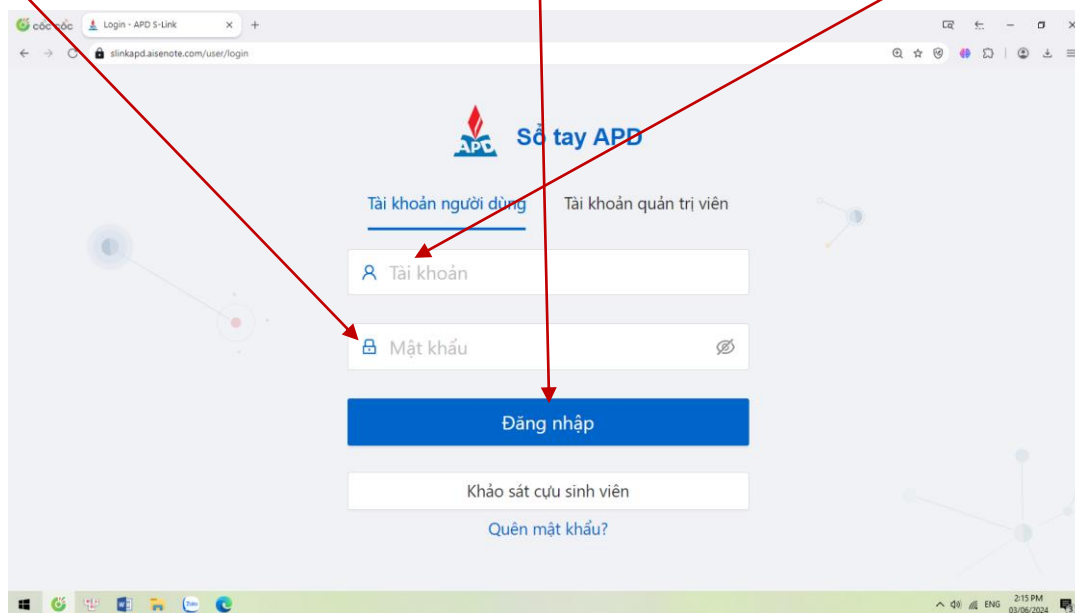 cốc cốc Login - APD S-Link
slinkapd.aisenote.com/user/login
APD Sổ tay APD
Tài khoản người dùng Tài khoản quản trị viên
Tài khoản
Mật khẩu
Đăng nhập
Khảo sát cựu sinh viên
Quên mật khẩu?
Zalo
ENG 2:15 PM
03/06/2024